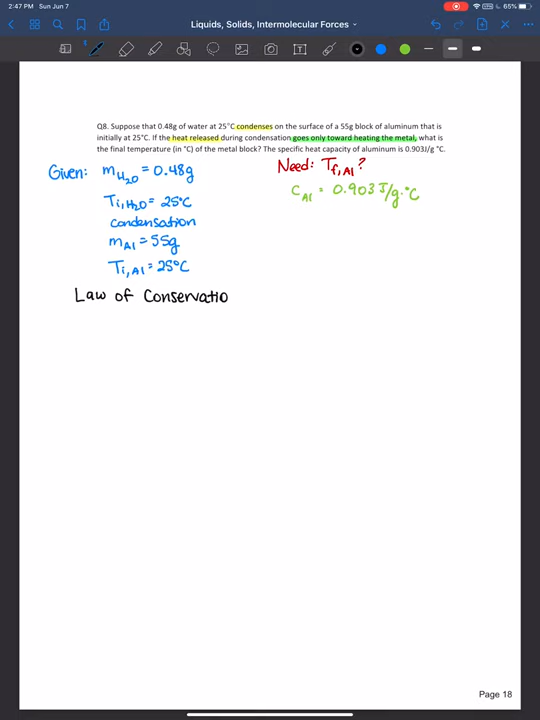 2:47 PM Sun Jun 7
65%
Liquids, Solids, Intermolecular Forces
Q8. Suppose that 0.48g of water at 25°C condenses on the surface of a 55g block of aluminum that is
initially at 25°C. If the heat released during condensation goes only toward heating the metal, what is
the final temperature (in °C) of the metal block? The specific heat capacity of aluminum is 0.903J/g °C.
Given: m H₂O = 0.48g
Need: Tf,Al?
Ti,H₂O = 25°C
CAl = 0.903 J/g·°C
condensation
mAl = 55g
Ti,Al = 25°C
Law of Conservatio
Page 18